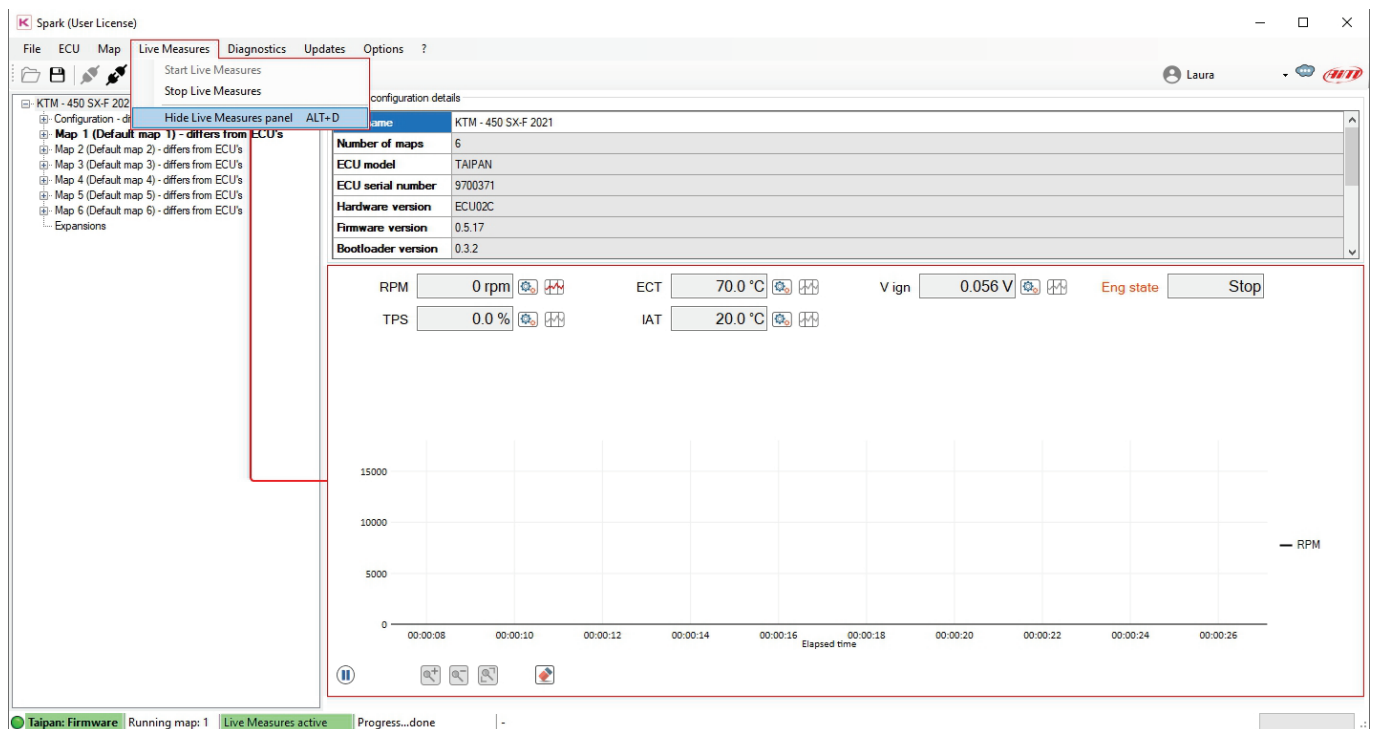 Spark (User License)
File ECU Map Live Measures Diagnostics Updates Options ?
Start Live Measures
Stop Live Measures
Hide Live Measures panel ALT+D
Laura
AiM
KTM - 450 SX-F 202
Configuration - di
Map 1 (Default map 1) - differs from ECU's
Map 2 (Default map 2) - differs from ECU's
Map 3 (Default map 3) - differs from ECU's
Map 4 (Default map 4) - differs from ECU's
Map 5 (Default map 5) - differs from ECU's
Map 6 (Default map 6) - differs from ECU's
Expansions
configuration details
name KTM - 450 SX-F 2021
Number of maps 6
ECU model TAIPAN
ECU serial number 9700371
Hardware version ECU02C
Firmware version 0.5.17
Bootloader version 0.3.2
RPM 0 rpm ECT 70.0 °C V ign 0.056 V Eng state Stop
TPS 0.0 % IAT 20.0 °C
15000
10000
5000
0
RPM
00:00:08 00:00:10 00:00:12 00:00:14 00:00:16 00:00:18 00:00:20 00:00:22 00:00:24 00:00:26
Elapsed time
Taipan: Firmware Running map: 1 Live Measures active Progress...done -